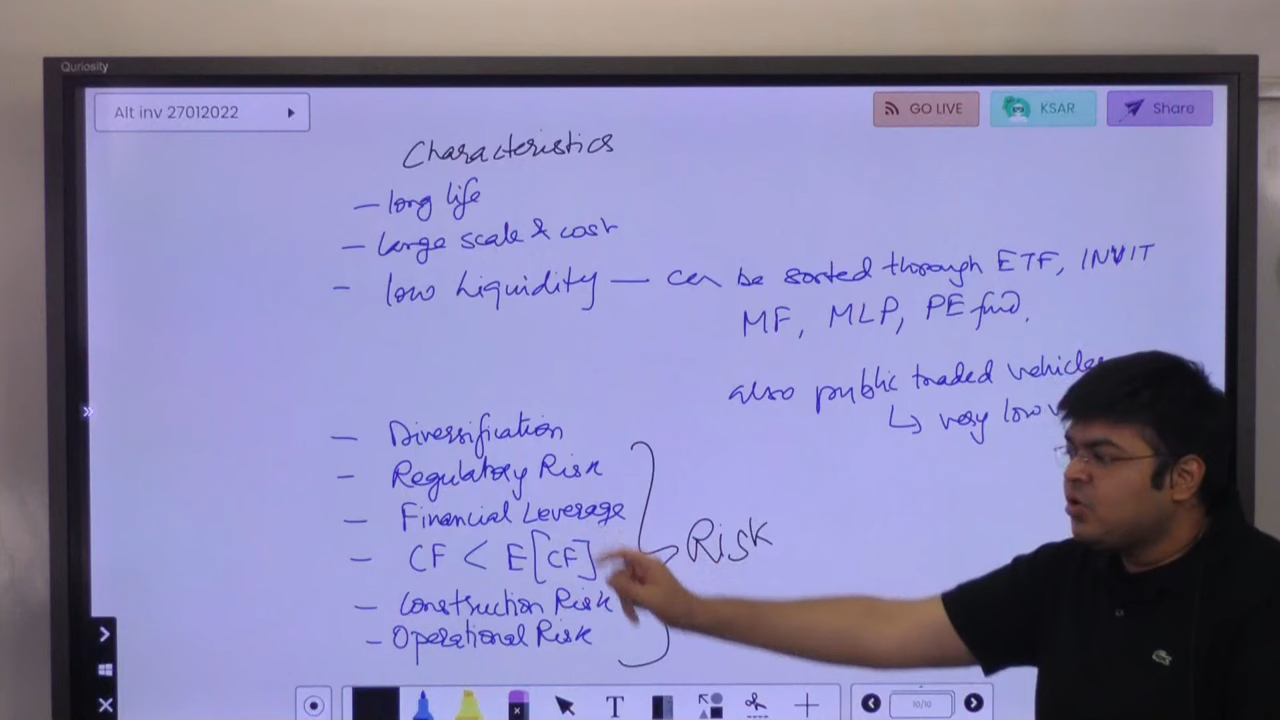 Quriosity
Alt inv 27012022
GO LIVE
KSAR
Share
Characteristics
– long life
– large scale & cost
– low liquidity – can be sorted through ETF, INVIT
MF, MLP, PE fund.
also public traded vehicles
↳ very low
– Diversification
– Regulatory Risk
– Financial Leverage
– CF < E[CF]
Risk
– Construction Risk
– Operational Risk
T
10/10